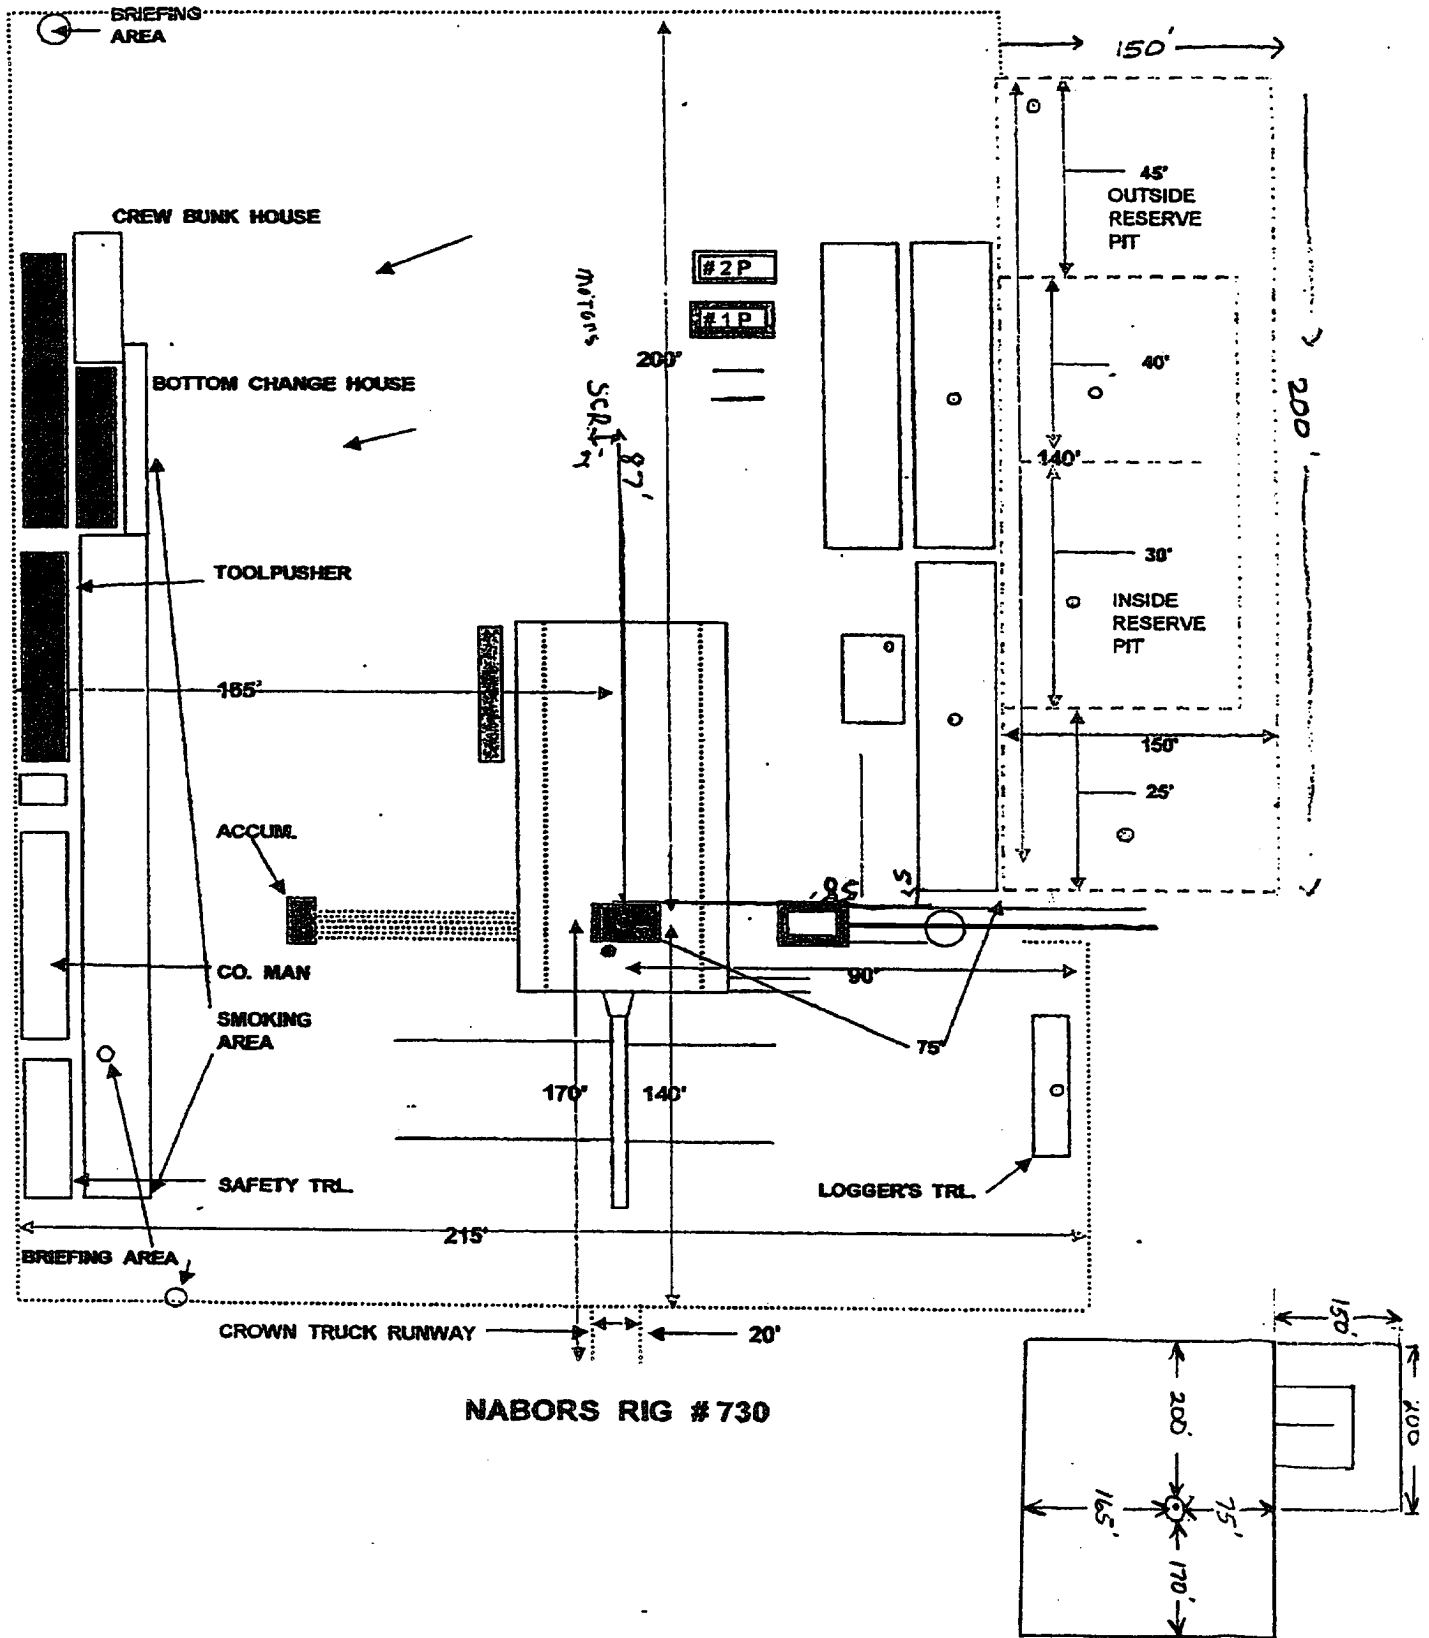 BRIEFING
AREA
150'
45'
OUTSIDE
RESERVE
PIT
CREW BUNK HOUSE
#2P
#1P
MOTORS
200'
40'
200'
BOTTOM CHANGE HOUSE
87'
140'
30'
TOOLPUSHER
INSIDE
RESERVE
PIT
165'
150'
25'
ACCUM.
CO. MAN
90'
SMOKING
AREA
75'
170'
140'
SAFETY TRL.
LOGGER'S TRL.
215'
BRIEFING AREA
CROWN TRUCK RUNWAY
20'
150'
NABORS RIG #730
200'
200'
165'
75'
170'